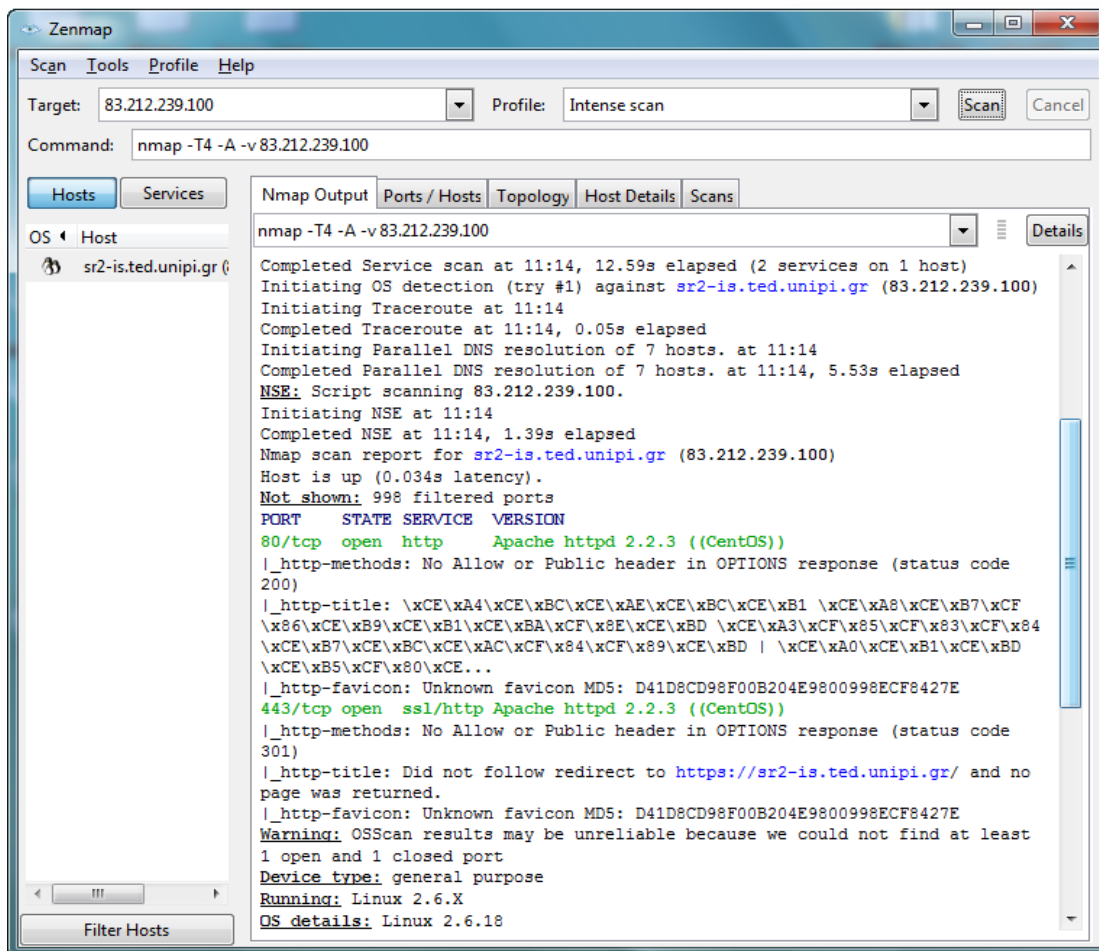 Zenmap
Scan Tools Profile Help
Target: 83.212.239.100 Profile: Intense scan Scan Cancel
Command: nmap -T4 -A -v 83.212.239.100
Hosts Services
Nmap Output Ports / Hosts Topology Host Details Scans
OS Host
sr2-is.ted.unipi.gr (
nmap -T4 -A -v 83.212.239.100 Details
Completed Service scan at 11:14, 12.59s elapsed (2 services on 1 host)
Initiating OS detection (try #1) against sr2-is.ted.unipi.gr (83.212.239.100)
Initiating Traceroute at 11:14
Completed Traceroute at 11:14, 0.05s elapsed
Initiating Parallel DNS resolution of 7 hosts. at 11:14
Completed Parallel DNS resolution of 7 hosts. at 11:14, 5.53s elapsed
NSE: Script scanning 83.212.239.100.
Initiating NSE at 11:14
Completed NSE at 11:14, 1.39s elapsed
Nmap scan report for sr2-is.ted.unipi.gr (83.212.239.100)
Host is up (0.034s latency).
Not shown: 998 filtered ports
PORT STATE SERVICE VERSION
80/tcp open http Apache httpd 2.2.3 ((CentOS))
|_http-methods: No Allow or Public header in OPTIONS response (status code
200)
|_http-title: \xCE\xA4\xCE\xBC\xCE\xAE\xCE\xBC\xCE\xB1 \xCE\xA8\xCE\xB7\xCF
\x86\xCE\xB9\xCE\xB1\xCE\xBA\xCF\x8E\xCE\xBD \xCE\xA3\xCF\x85\xCF\x83\xCF\x84
\xCE\xB7\xCE\xBC\xCE\xAC\xCF\x84\xCF\x89\xCE\xBD | \xCE\xA0\xCE\xB1\xCE\xBD
\xCE\xB5\xCF\x80\xCE...
|_http-favicon: Unknown favicon MD5: D41D8CD98F00B204E9800998ECF8427E
443/tcp open ssl/http Apache httpd 2.2.3 ((CentOS))
|_http-methods: No Allow or Public header in OPTIONS response (status code
301)
|_http-title: Did not follow redirect to https://sr2-is.ted.unipi.gr/ and no
page was returned.
|_http-favicon: Unknown favicon MD5: D41D8CD98F00B204E9800998ECF8427E
Warning: OSScan results may be unreliable because we could not find at least
1 open and 1 closed port
Device type: general purpose
Running: Linux 2.6.X
OS details: Linux 2.6.18
Filter Hosts